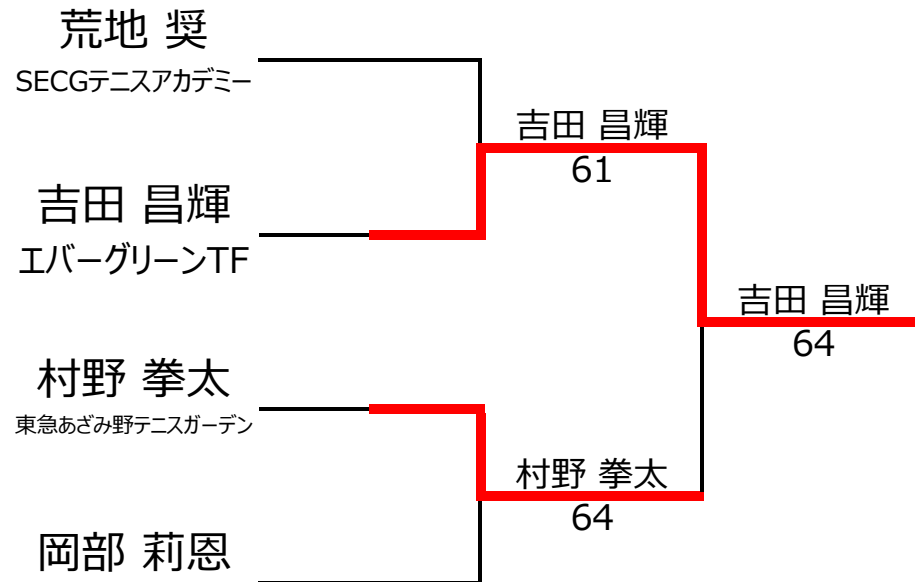 荒地 奨
SECGテニスアカデミー
吉田 昌輝
61
吉田 昌輝
エバーグリーンTF
吉田 昌輝
64
村野 拳太
東急あざみ野テニスガーデン
村野 拳太
64
岡部 莉恩